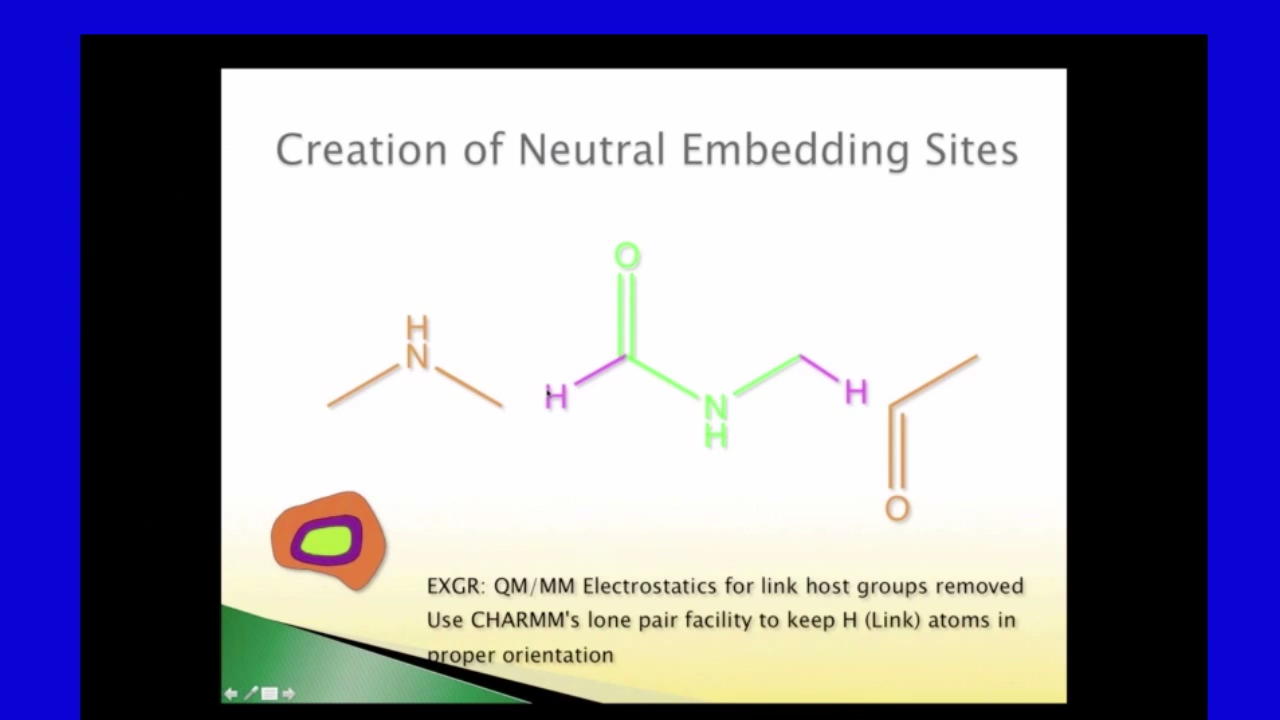 Creation of Neutral Embedding Sites
O
H
N
H
N
H
H
O
EXGR: QM/MM Electrostatics for link host groups removed
Use CHARMM's lone pair facility to keep H (Link) atoms in
proper orientation